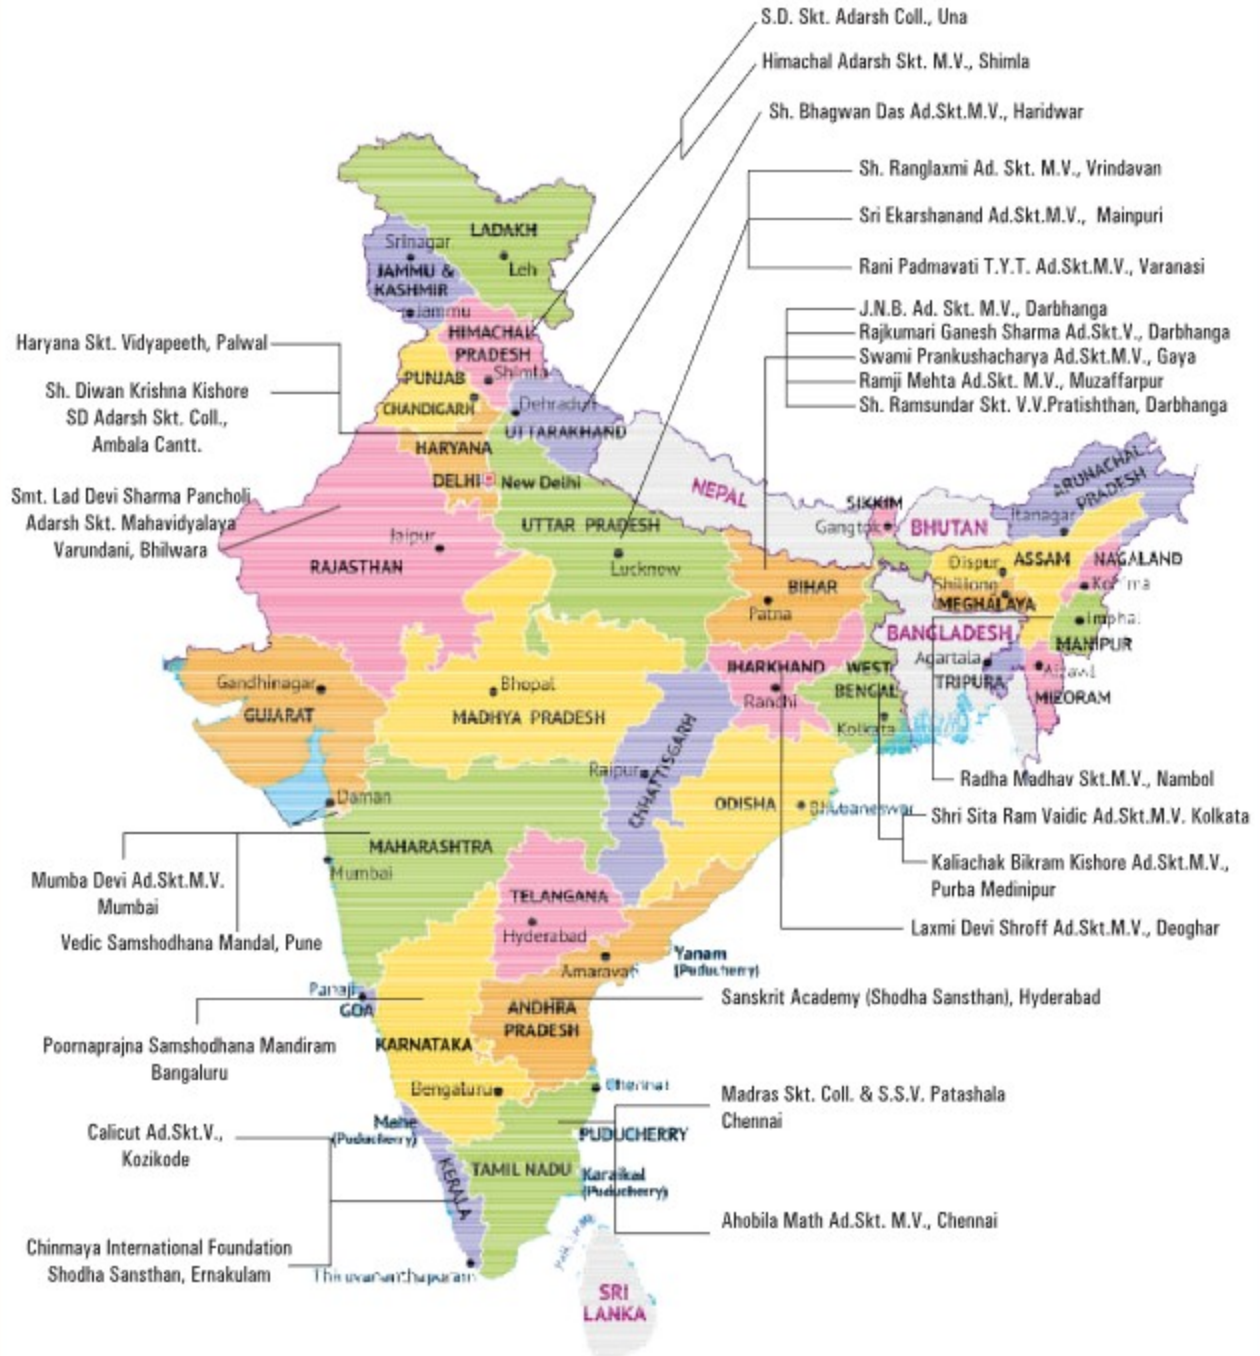 S.D. Skt. Adarsh Coll., Una
Himachal Adarsh Skt. M.V., Shimla
Sh. Bhagwan Das Ad.Skt.M.V., Haridwar
Sh. Ranglaxmi Ad. Skt. M.V., Vrindavan
Sri Ekarshanand Ad.Skt.M.V., Mainpuri
Rani Padmavati T.Y.T. Ad.Skt.M.V., Varanasi
J.N.B. Ad. Skt. M.V., Darbhanga
Rajkumari Ganesh Sharma Ad.Skt.V., Darbhanga
Swami Prankushacharya Ad.Skt.M.V., Gaya
Ramji Mehta Ad.Skt. M.V., Muzaffarpur
Sh. Ramsundar Skt. V.V.Pratishthan, Darbhanga
Haryana Skt. Vidyapeeth, Palwal
Sh. Diwan Krishna Kishore
SD Adarsh Skt. Coll.,
Ambala Cantt.
Smt. Lad Devi Sharma Pancholi
Adarsh Skt. Mahavidyalaya
Varundani, Bhilwara
LADAKH
Leh
Srinagar
JAMMU &
KASHMIR
Jammu
HIMACHAL
PRADESH
Shimla
PUNJAB
CHANDIGARH
Dehradun
UTTARAKHAND
HARYANA
DELHI
New Delhi
UTTAR PRADESH
Lucknow
Jaipur
RAJASTHAN
NEPAL
SIKKIM
Gangtok
BHUTAN
ARUNACHAL
PRADESH
Itanagar
Dispur
ASSAM
NAGALAND
Shillong
MEGHALAYA
Kohima
Imphal
MANIPUR
BIHAR
Patna
BANGLADESH
Agartala
TRIPURA
Aizawl
MIZORAM
JHARKHAND
Ranchi
WEST
BENGAL
Kolkata
Gandhinagar
GUJARAT
Bhopal
MADHYA PRADESH
CHHATTISGARH
Raipur
ODISHA
Bhubaneswar
Daman
MAHARASHTRA
Mumbai
TELANGANA
Hyderabad
Amaravati
Yanam
(Puducherry)
Panaji
GOA
ANDHRA
PRADESH
KARNATAKA
Bengaluru
Chennai
Mahe
(Puducherry)
PUDUCHERRY
KERALA
TAMIL NADU
Karaikal
(Puducherry)
Thiruvananthapuram
SRI
LANKA
Radha Madhav Skt.M.V., Nambol
Shri Sita Ram Vaidic Ad.Skt.M.V. Kolkata
Kaliachak Bikram Kishore Ad.Skt.M.V.,
Purba Medinipur
Laxmi Devi Shroff Ad.Skt.M.V., Deoghar
Mumba Devi Ad.Skt.M.V.
Mumbai
Vedic Samshodhana Mandal, Pune
Sanskrit Academy (Shodha Sansthan), Hyderabad
Poornaprajna Samshodhana Mandiram
Bangaluru
Madras Skt. Coll. & S.S.V. Patashala
Chennai
Calicut Ad.Skt.V.,
Kozikode
Ahobila Math Ad.Skt. M.V., Chennai
Chinmaya International Foundation
Shodha Sansthan, Ernakulam